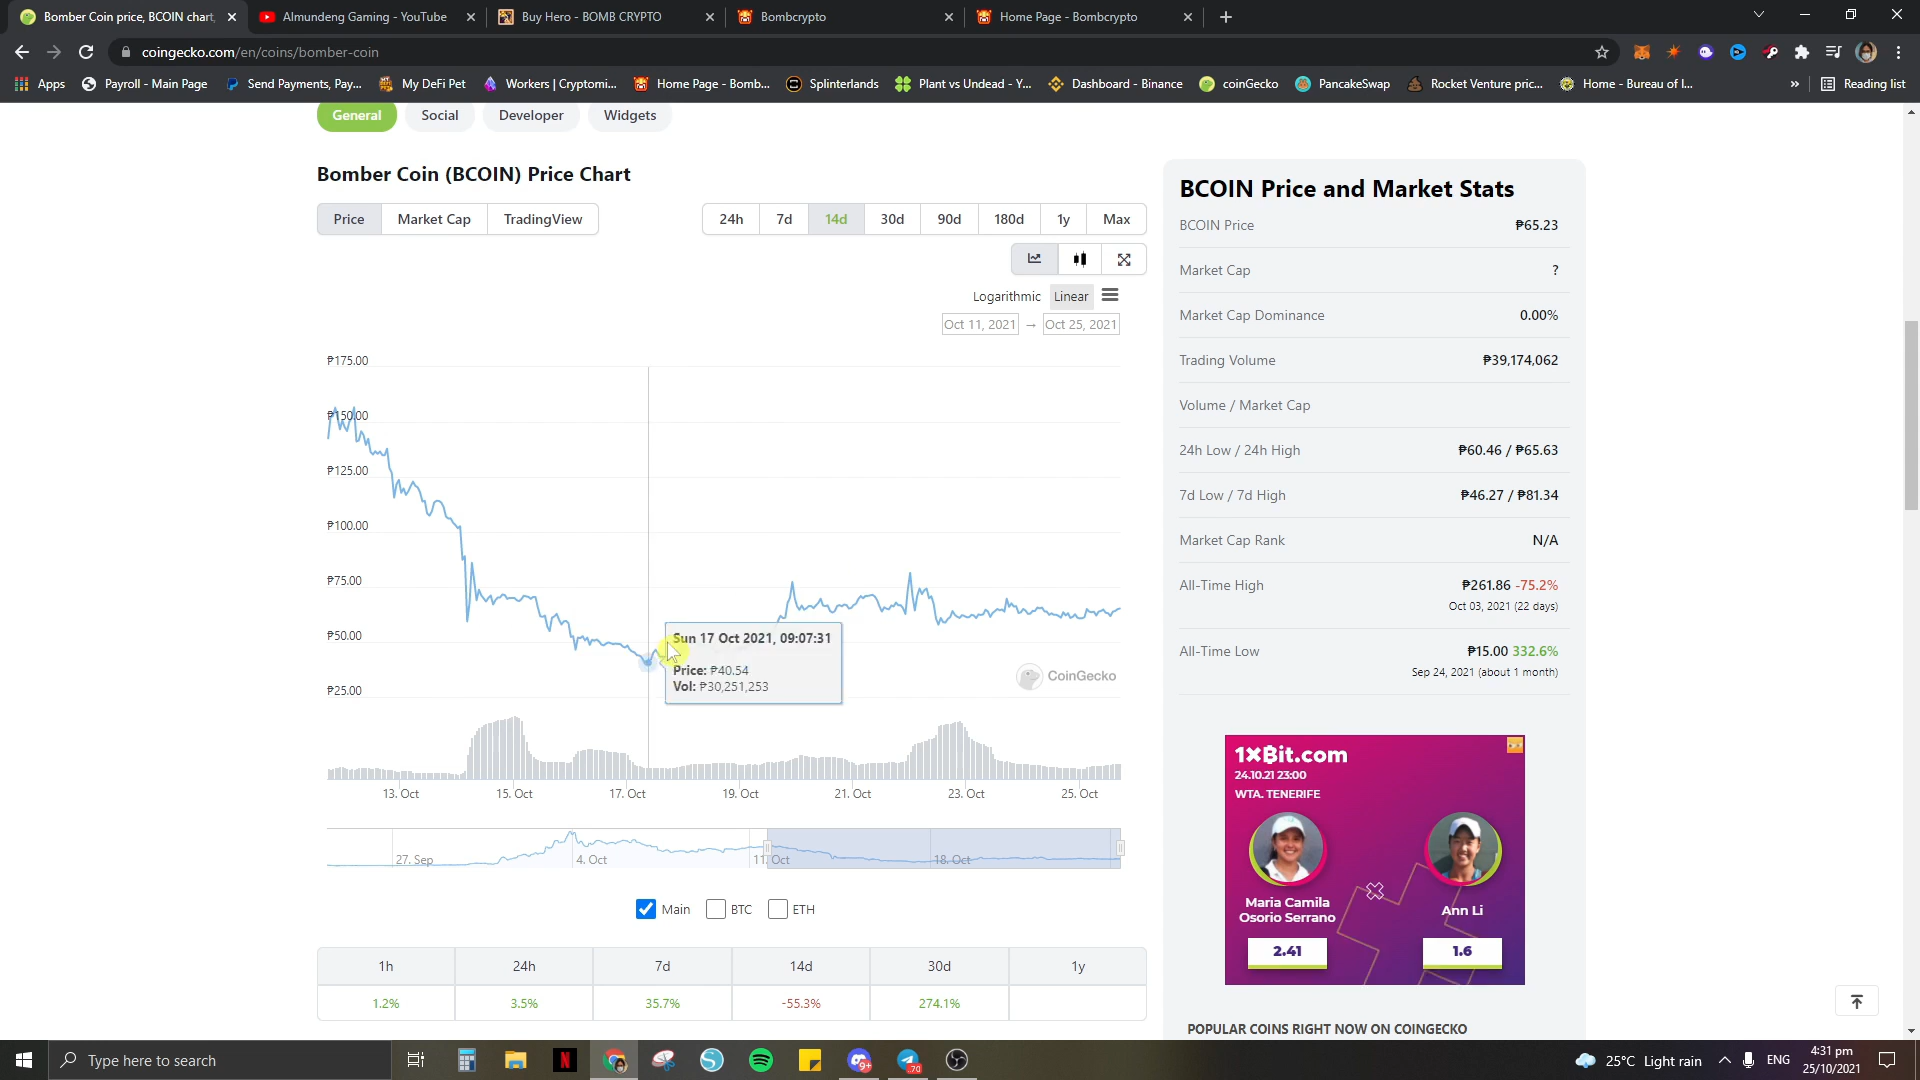 Bomber Coin price, BCOIN chart,
Almundeng Gaming - YouTube
Buy Hero - BOMB CRYPTO
Bombcrypto
Home Page - Bombcrypto
coingecko.com/en/coins/bomber-coin
Apps
Payroll - Main Page
Send Payments, Pay...
My DeFi Pet
Workers | Cryptomi...
Home Page - Bomb...
Splinterlands
Plant vs Undead - Y...
Dashboard - Binance
coinGecko
PancakeSwap
Rocket Venture pric...
Home - Bureau of I...
»
Reading list
General
Social
Developer
Widgets
Bomber Coin (BCOIN) Price Chart
Price
Market Cap
TradingView
24h
7d
14d
30d
90d
180d
1y
Max
Logarithmic
Linear
Oct 11, 2021 → Oct 25, 2021
₱175.00
₱150.00
₱125.00
₱100.00
₱75.00
₱50.00
₱25.00
Sun 17 Oct 2021, 09:07:31
Price: ₱40.54
Vol: ₱30,251,253
CoinGecko
13. Oct
15. Oct
17. Oct
19. Oct
21. Oct
23. Oct
25. Oct
27. Sep
4. Oct
11. Oct
18. Oct
Main
BTC
ETH
1h
24h
7d
14d
30d
1y
1.2%
3.5%
35.7%
-55.3%
274.1%
BCOIN Price and Market Stats
BCOIN Price ₱65.23
Market Cap ?
Market Cap Dominance 0.00%
Trading Volume ₱39,174,062
Volume / Market Cap
24h Low / 24h High ₱60.46 / ₱65.63
7d Low / 7d High ₱46.27 / ₱81.34
Market Cap Rank N/A
All-Time High ₱261.86 -75.2%
Oct 03, 2021 (22 days)
All-Time Low ₱15.00 332.6%
Sep 24, 2021 (about 1 month)
1XBit.com
24.10.21 23:00
WTA. TENERIFE
Maria Camila
Osorio Serrano
Ann Li
2.41
1.6
POPULAR COINS RIGHT NOW ON COINGECKO
Type here to search
25°C Light rain
ENG
4:31 pm
25/10/2021